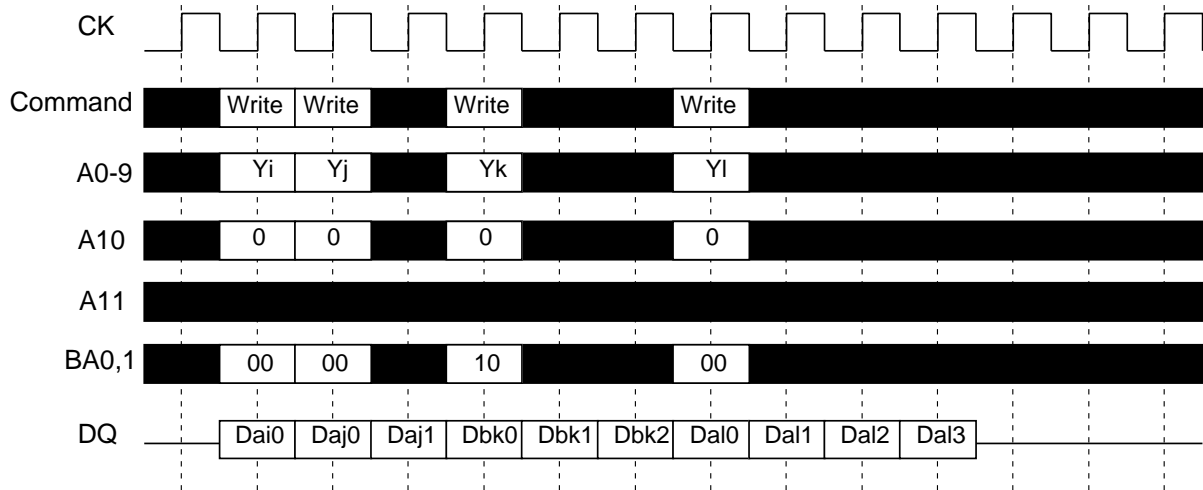 CK
Command Write Write Write Write
A0-9 Yi Yj Yk Yl
A10 0 0 0 0
A11
BA0,1 00 00 10 00
DQ Dai0 Daj0 Daj1 Dbk0 Dbk1 Dbk2 Dal0 Dal1 Dal2 Dal3